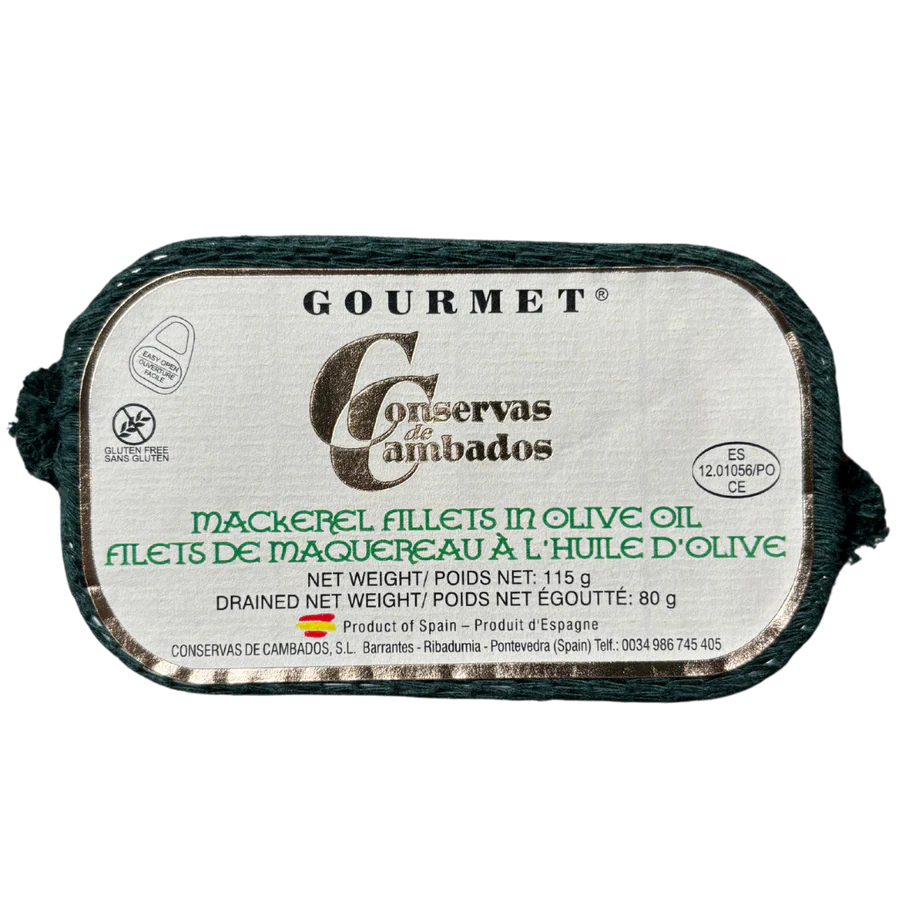 GOURMET®
EASY OPEN
OUVERTURE
FACILE
Conservas
de
Cambados
GLUTEN FREE
SANS GLUTEN
ES
12.01056/PO
CE
MACKEREL FILLETS IN OLIVE OIL
FILETS DE MAQUEREAU À L'HUILE D'OLIVE
NET WEIGHT/ POIDS NET: 115 g
DRAINED NET WEIGHT/ POIDS NET ÉGOUTTÉ: 80 g
Product of Spain – Produit d'Espagne
CONSERVAS DE CAMBADOS, S.L. Barrantes - Ribadumia - Pontevedra (Spain) Telf.: 0034 986 745 405